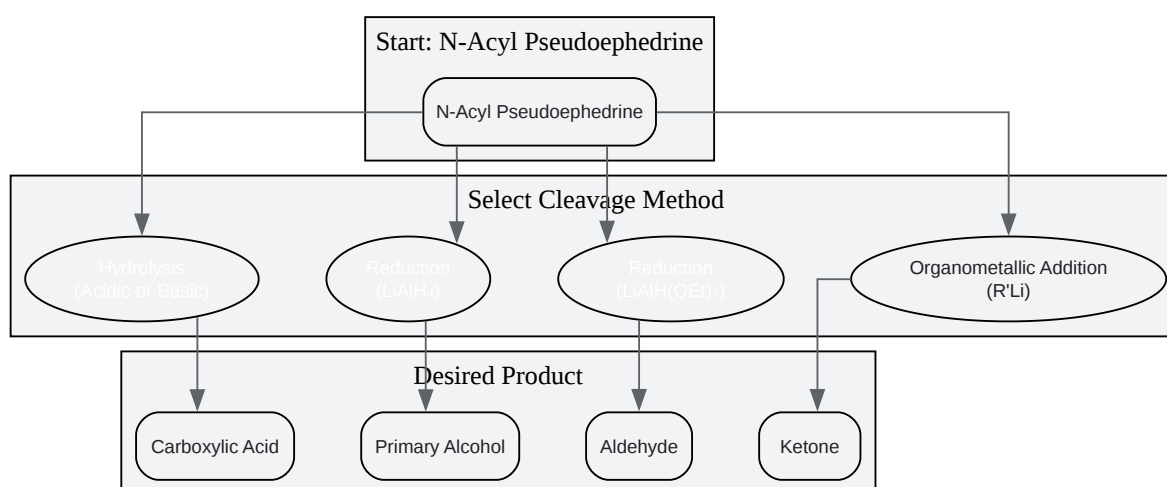 Start: N-Acyl Pseudoephedrine
N-Acyl Pseudoephedrine
Select Cleavage Method
Hydrolysis
(Acidic or Basic)
Reduction
(LiAlH₄)
Reduction
(LiAlH(OEt)₃)
Organometallic Addition
(R'Li)
Desired Product
Carboxylic Acid
Primary Alcohol
Aldehyde
Ketone